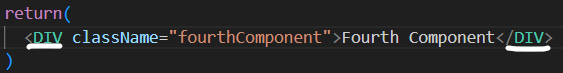 return(
<DIV className="fourthComponent">Fourth Component</DIV>
)